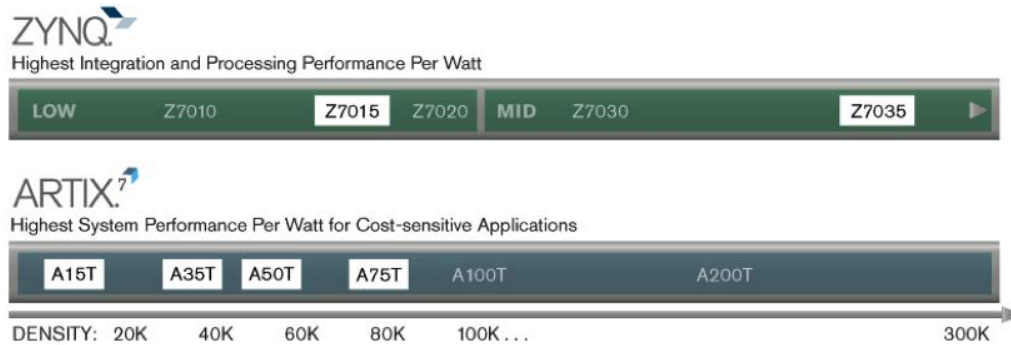 ZYNQ.
Highest Integration and Processing Performance Per Watt
LOW Z7010 Z7015 Z7020 MID Z7030 Z7035
ARTIX.7
Highest System Performance Per Watt for Cost-sensitive Applications
A15T A35T A50T A75T A100T A200T
DENSITY: 20K 40K 60K 80K 100K... 300K